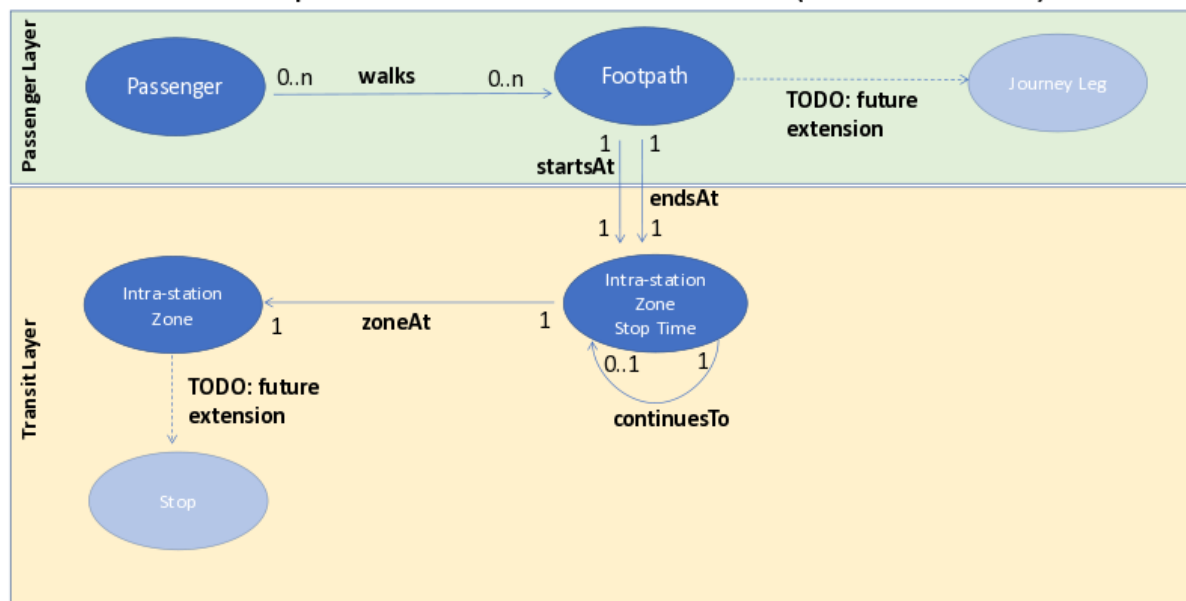 Passenger Layer
Passenger
0..n
walks
0..n
Footpath
TODO: future
extension
Journey Leg
1
1
startsAt
endsAt
1
1
Transit Layer
Intra-station
Zone
1
zoneAt
1
Intra-station
Zone
Stop Time
0..1
1
continuesTo
TODO: future
extension
Stop